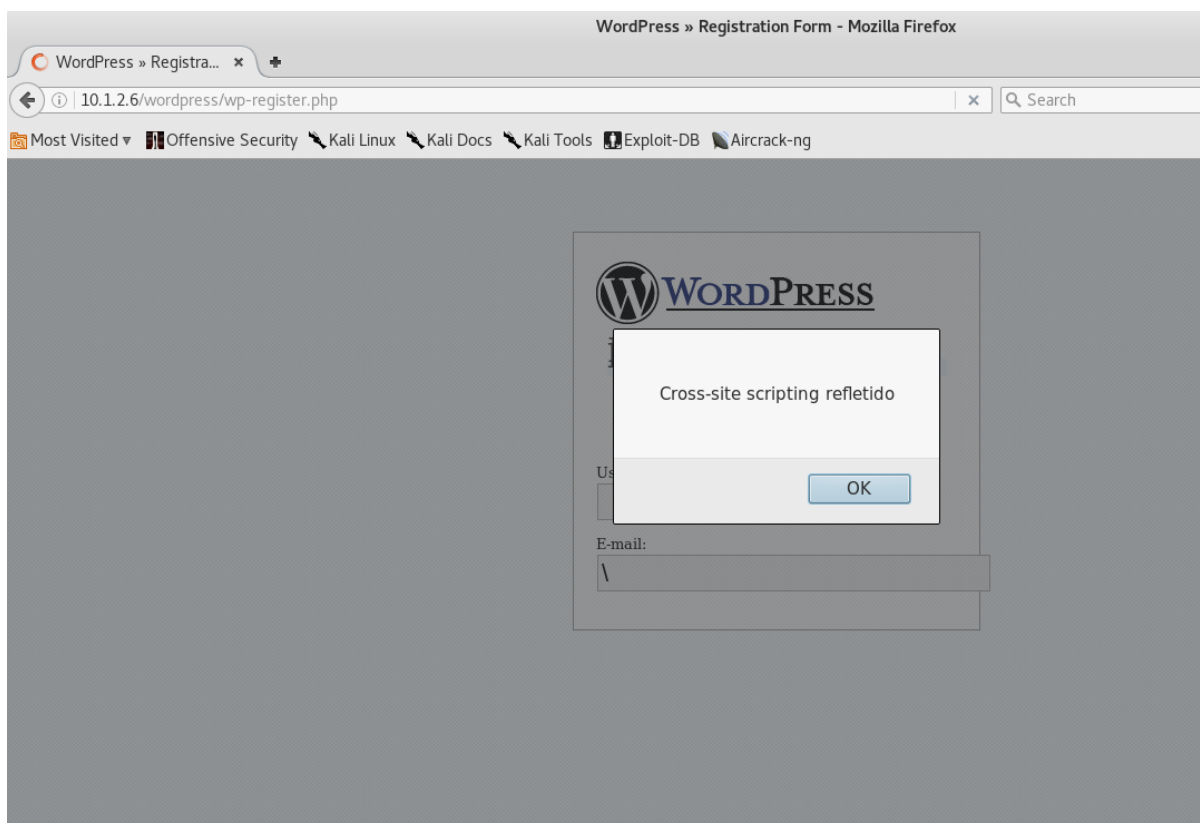 WordPress » Registration Form - Mozilla Firefox
WordPress » Registra...
10.1.2.6/wordpress/wp-register.php
Search
Most Visited Offensive Security Kali Linux Kali Docs Kali Tools Exploit-DB Aircrack-ng
WORDPRESS
Cross-site scripting refletido
Us
OK
E-mail:
\